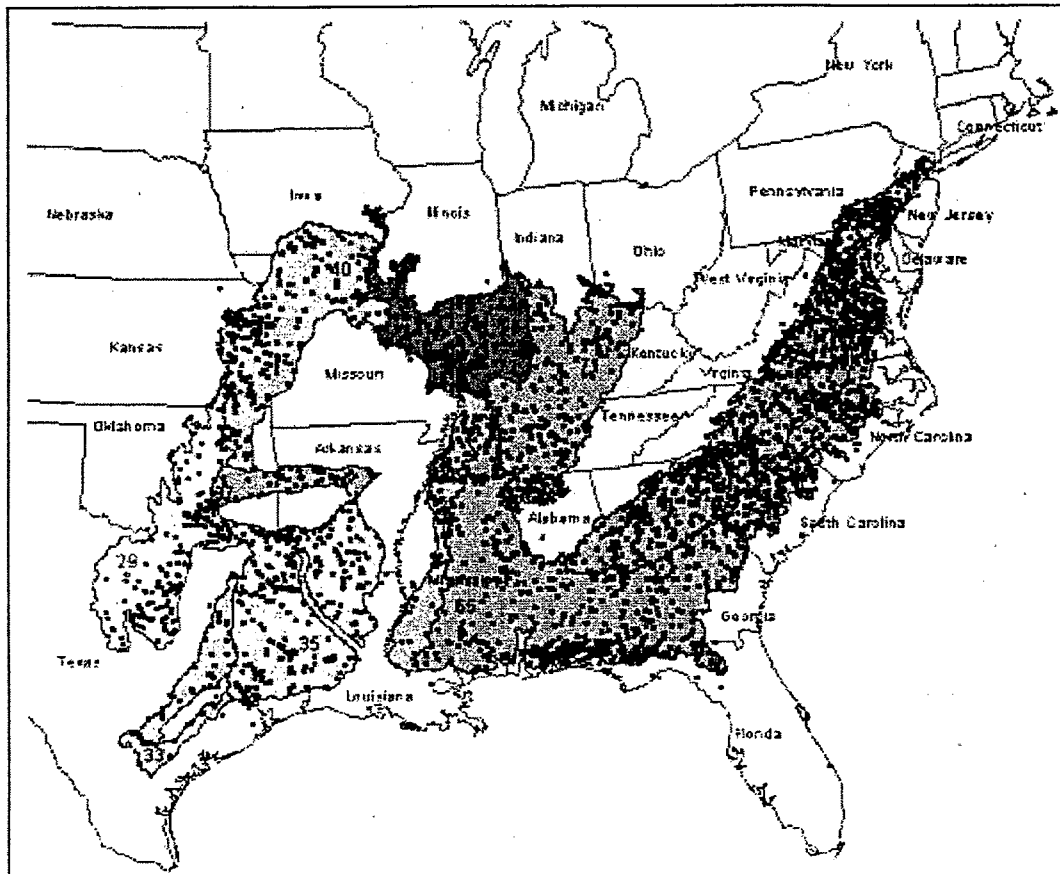 New York
Michigan
Connecticut
Iowa
Illinois
Pennsylvania
Nebraska
New Jersey
Indiana
Ohio
Delaware
40
West Virginia
Kansas
Kentucky
Missouri
Virginia
Tennessee
Oklahoma
North Carolina
Arkansas
Alabama
South Carolina
29
65
Georgia
35
Texas
Louisiana
Florida
33